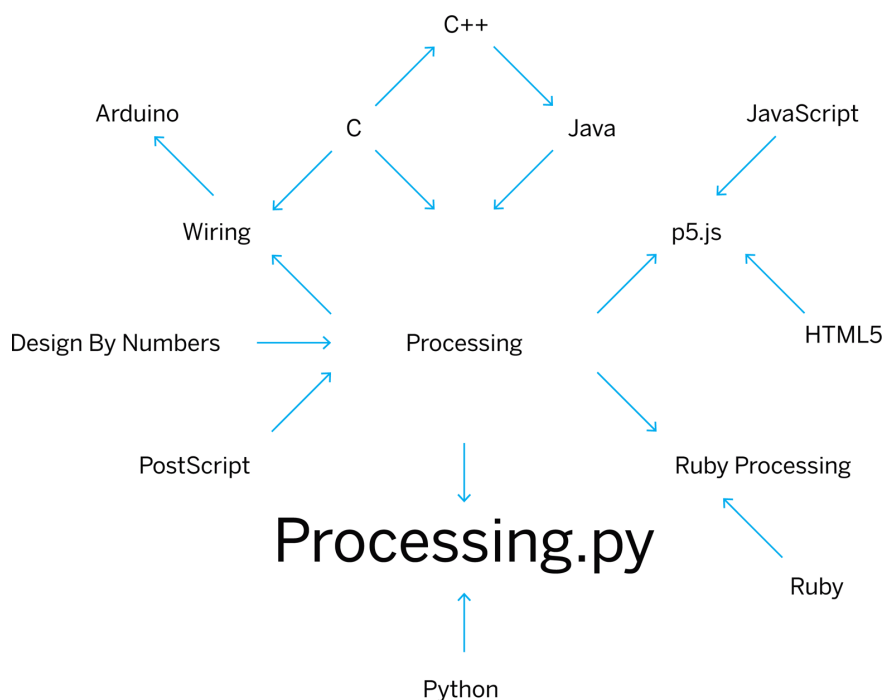 C++
Arduino
C
Java
JavaScript
Wiring
p5.js
Design By Numbers
Processing
HTML5
PostScript
Ruby Processing
Processing.py
Ruby
Python